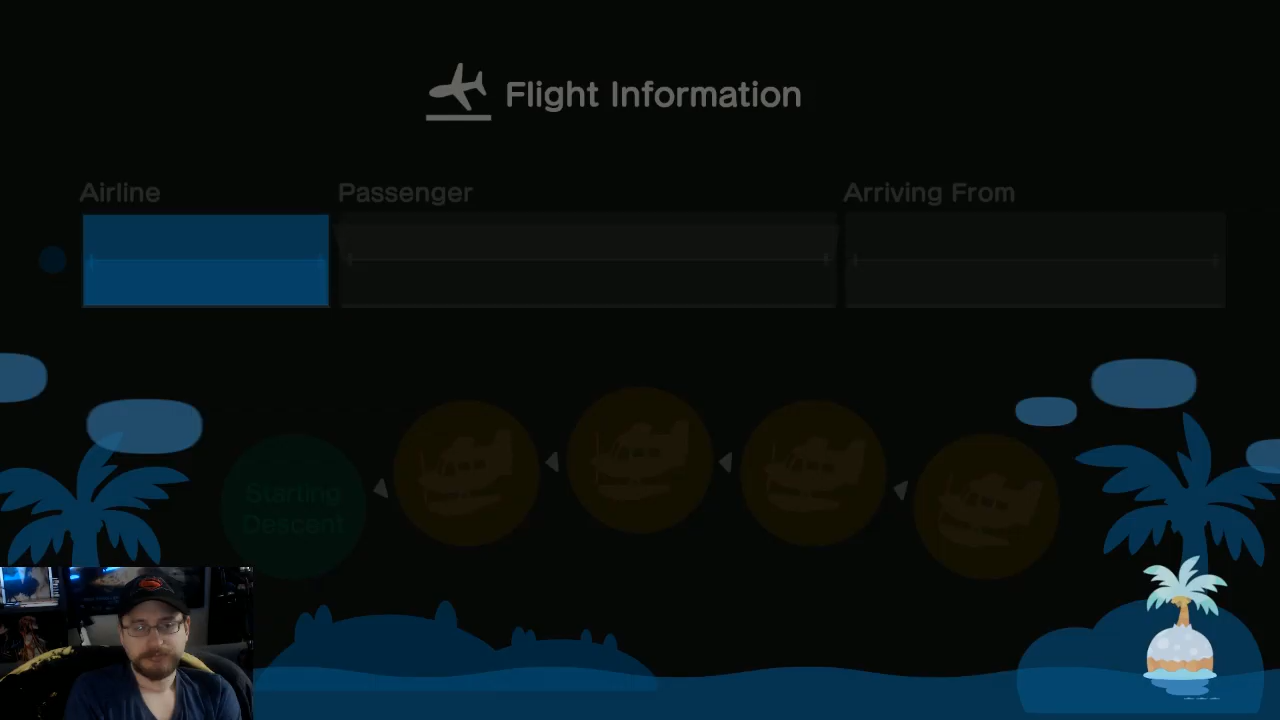 Flight Information
Airline
Passenger
Arriving From
Starting
Descent